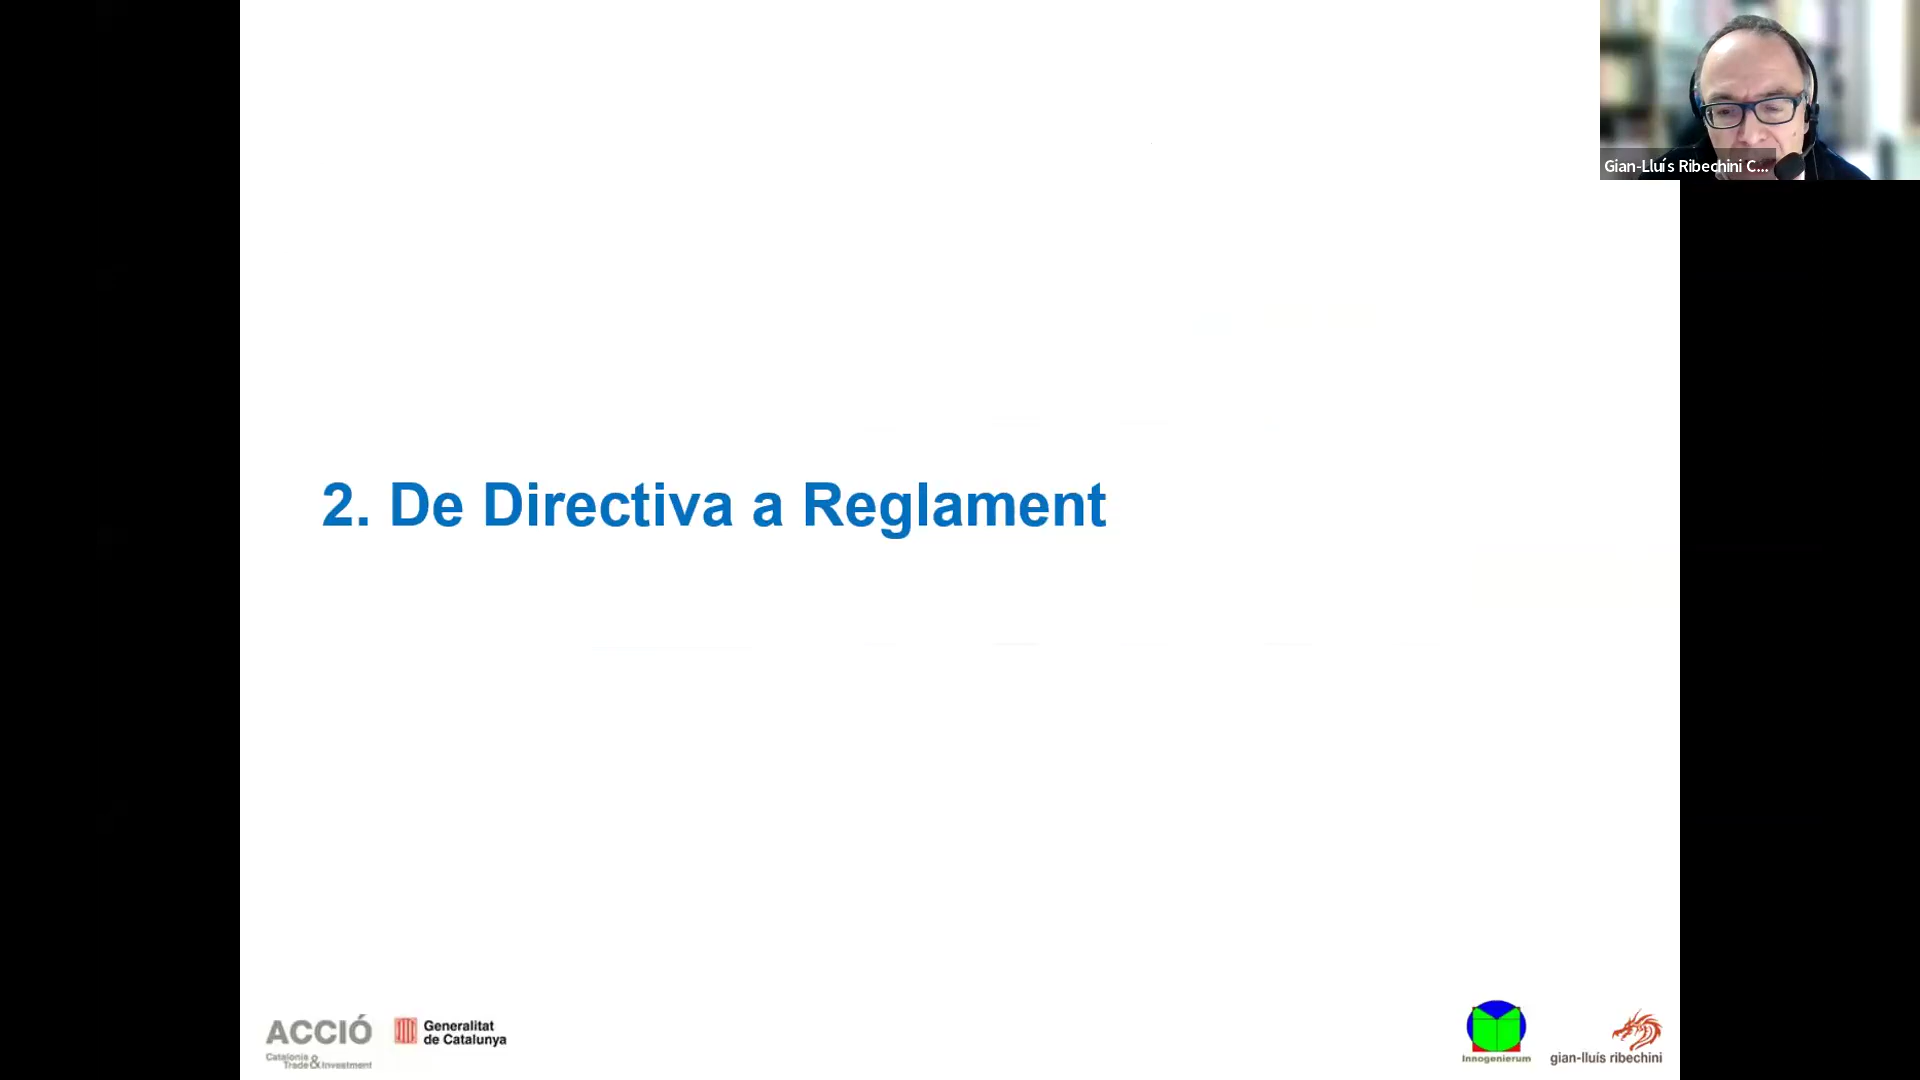 Gian-Lluís Ribechini C...
2. De Directiva a Reglament
ACCIÓ
Catalonia
Trade & Investment
Generalitat
de Catalunya
Innogenierum
gian-lluís ribechini